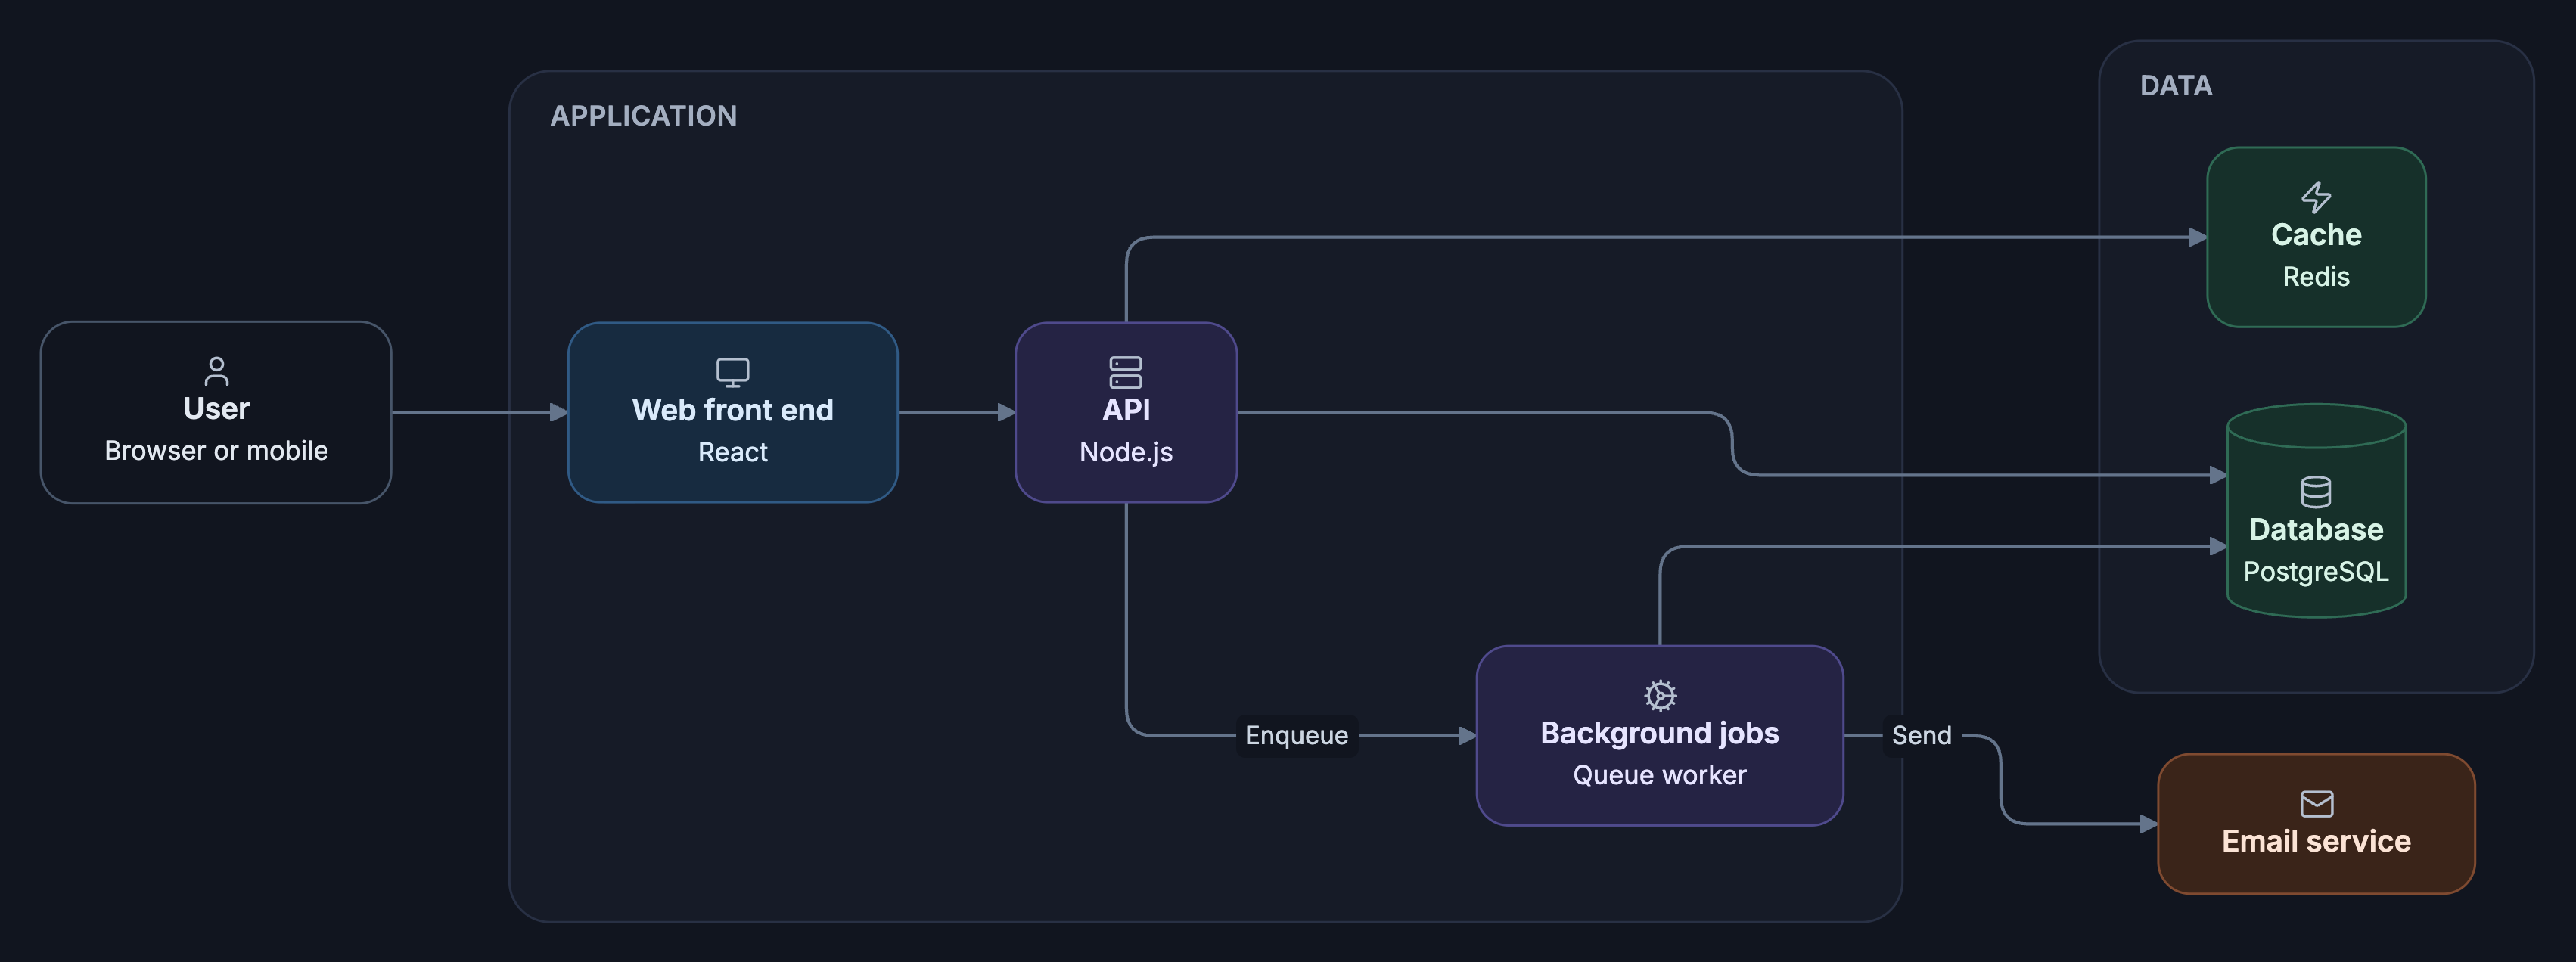 APPLICATION
DATA
Cache
Redis
User
Browser or mobile
Web front end
React
API
Node.js
Database
PostgreSQL
Enqueue
Background jobs
Queue worker
Send
Email service